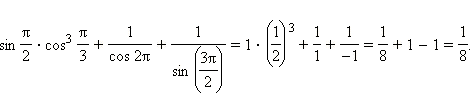 sin π/2 · cos³ π/3 + 1/cos 2π + 1/sin (3π/2) = 1 · (1/2)³ + 1/1 + 1/−1 = 1/8 + 1 − 1 = 1/8.